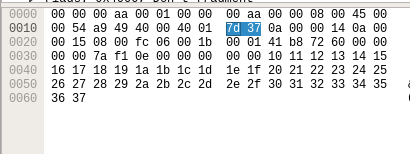 0000 00 00 00 aa 00 01 00 00 00 aa 00 00 08 00 45 00
0010 00 54 a9 49 40 00 40 01 7d 37 0a 00 00 14 0a 00
0020 00 15 08 00 fc 06 00 1b 00 01 41 b8 72 60 00 00
0030 00 00 7a f1 0e 00 00 00 00 00 10 11 12 13 14 15
0040 16 17 18 19 1a 1b 1c 1d 1e 1f 20 21 22 23 24 25
0050 26 27 28 29 2a 2b 2c 2d 2e 2f 30 31 32 33 34 35
0060 36 37